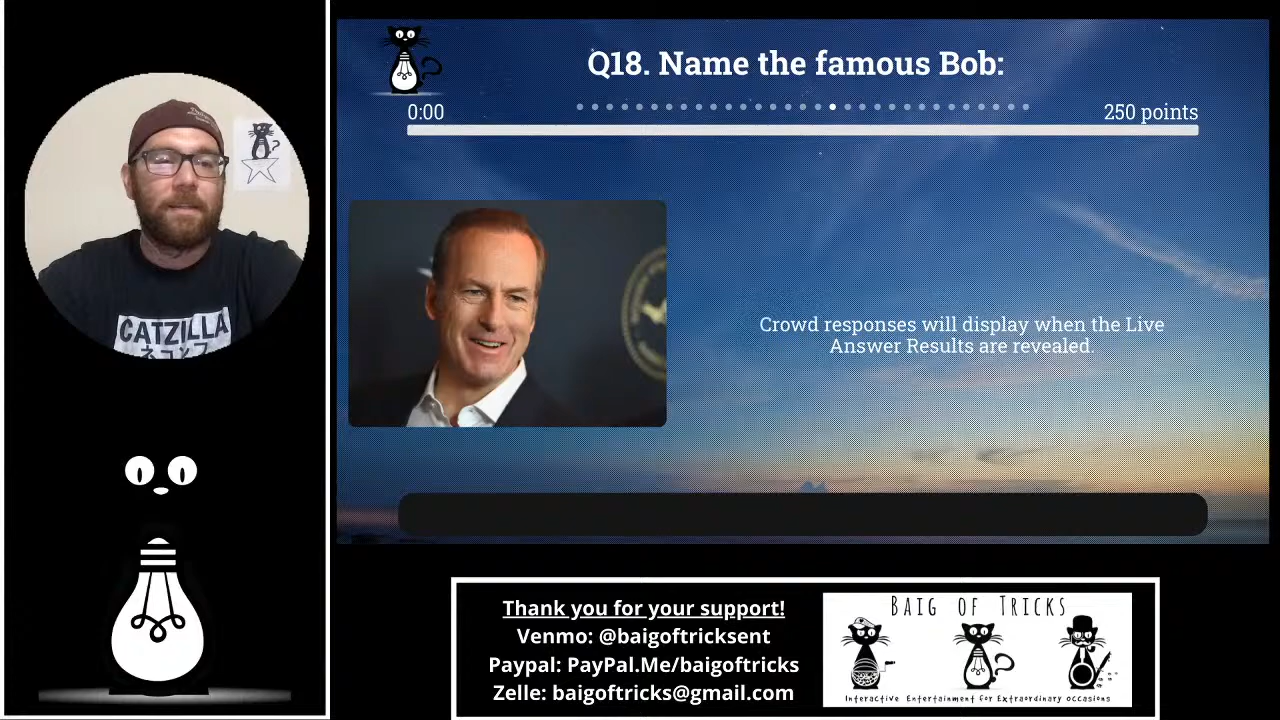 Q18. Name the famous Bob:
0:00
250 points
CATZILLA
Crowd responses will display when the Live
Answer Results are revealed.
Thank you for your support!
Venmo: @baigoftricksent
Paypal: PayPal.Me/baigoftricks
Zelle: baigoftricks@gmail.com
BAIG OF TRICKS
Interactive Entertainment for Extraordinary occasions